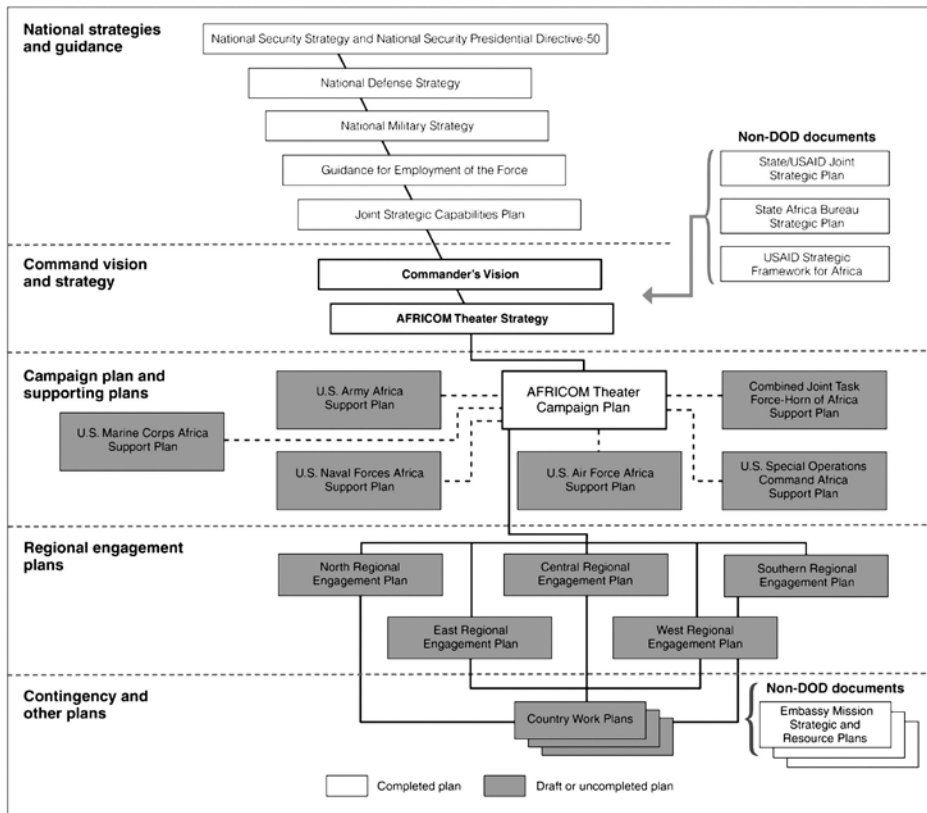 National strategies
and guidance
National Security Strategy and National Security Presidential Directive-50
National Defense Strategy
National Military Strategy
Guidance for Employment of the Force
Joint Strategic Capabilities Plan
Non-DOD documents
State/USAID Joint
Strategic Plan
State Africa Bureau
Strategic Plan
USAID Strategic
Framework for Africa
Command vision
and strategy
Commander's Vision
AFRICOM Theater Strategy
Campaign plan and
supporting plans
U.S. Army Africa
Support Plan
AFRICOM Theater
Campaign Plan
Combined Joint Task
Force-Horn of Africa
Support Plan
U.S. Marine Corps Africa
Support Plan
U.S. Naval Forces Africa
Support Plan
U.S. Air Force Africa
Support Plan
U.S. Special Operations
Command Africa
Support Plan
Regional engagement
plans
North Regional
Engagement Plan
Central Regional
Engagement Plan
Southern Regional
Engagement Plan
East Regional
Engagement Plan
West Regional
Engagement Plan
Contingency and
other plans
Country Work Plans
Non-DOD documents
Embassy Mission
Strategic and
Resource Plans
Completed plan
Draft or uncompleted plan